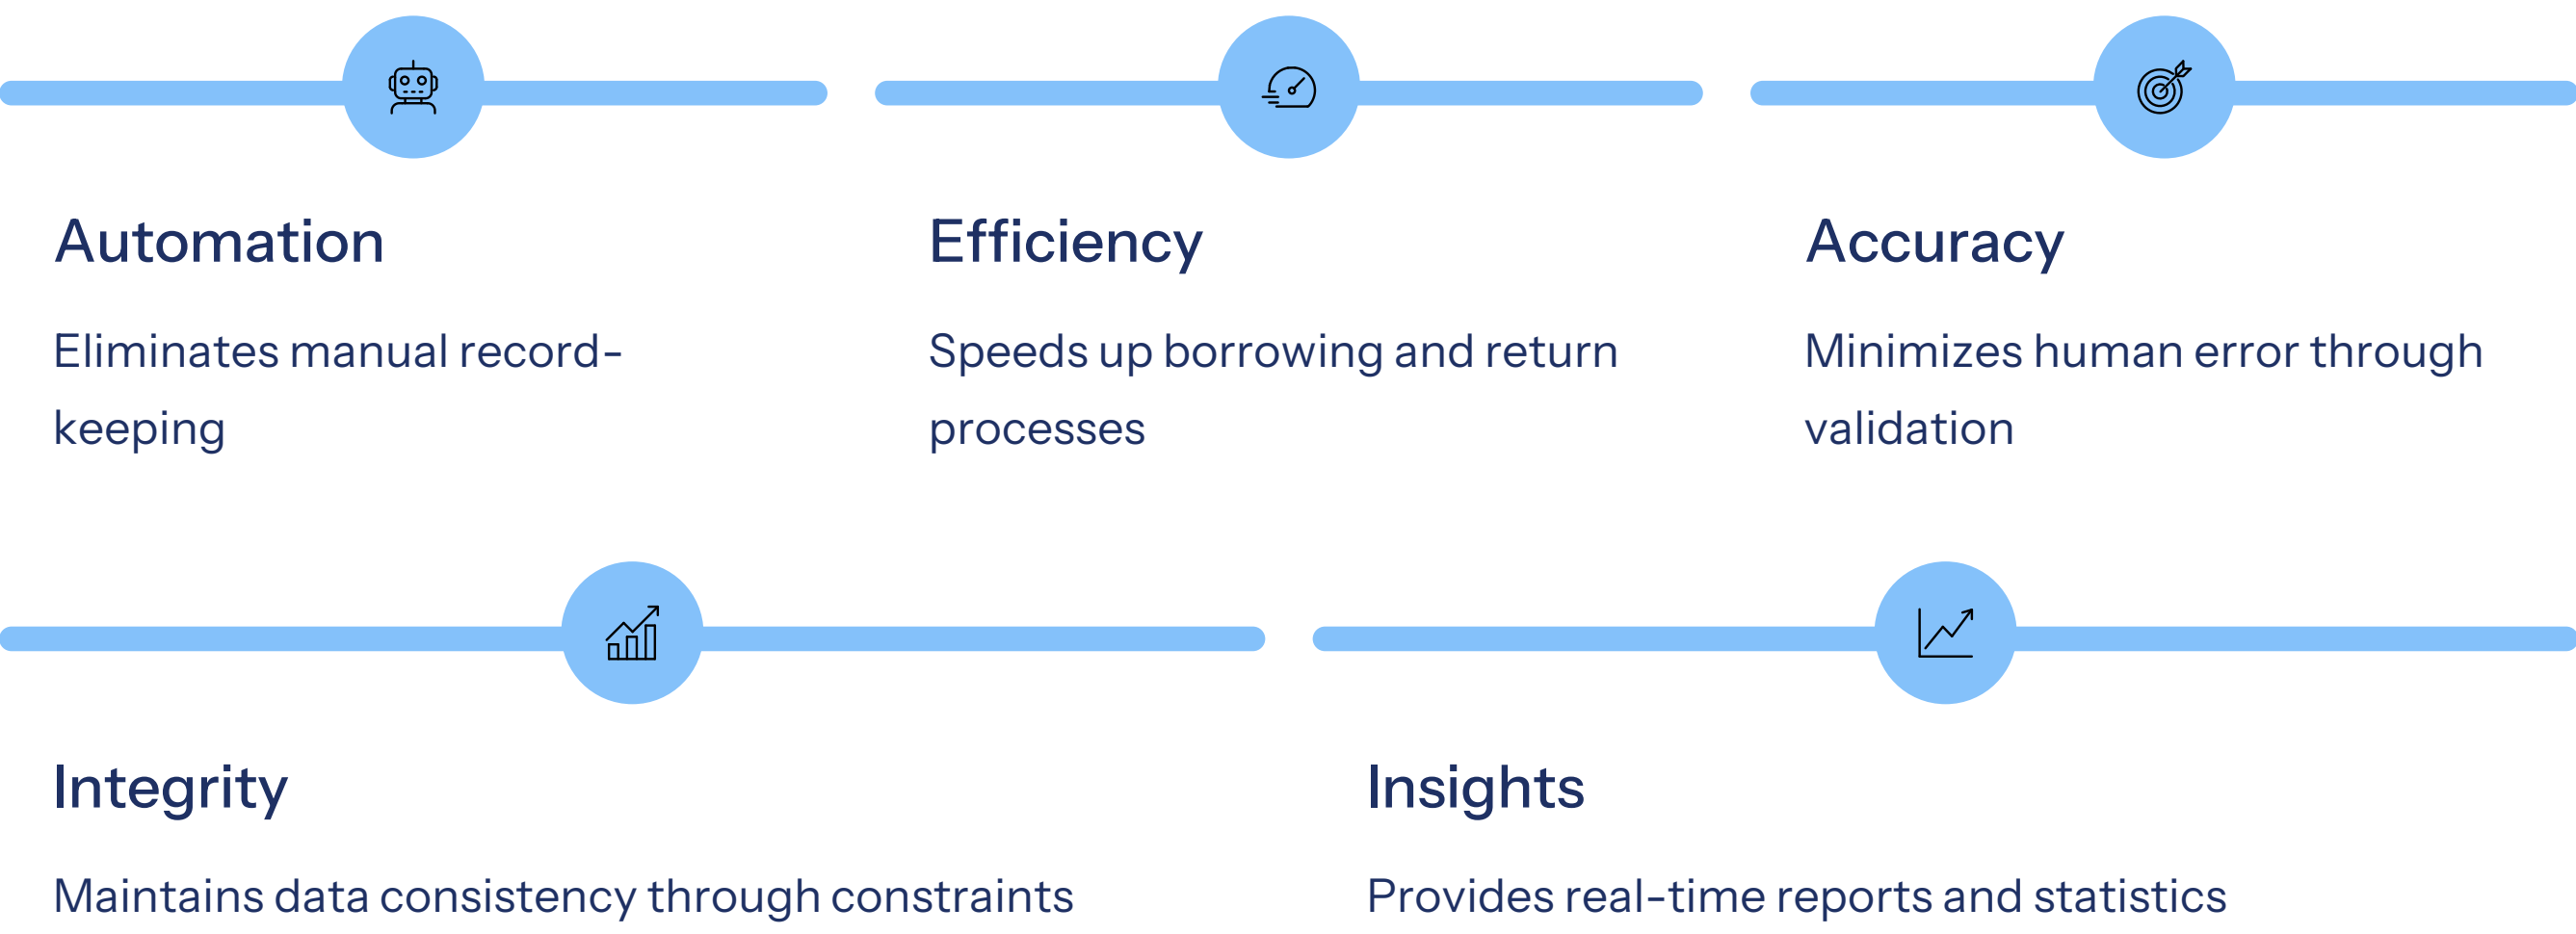 Automation
Eliminates manual record-
keeping
Efficiency
Speeds up borrowing and return
processes
Accuracy
Minimizes human error through
validation
Integrity
Maintains data consistency through constraints
Insights
Provides real-time reports and statistics